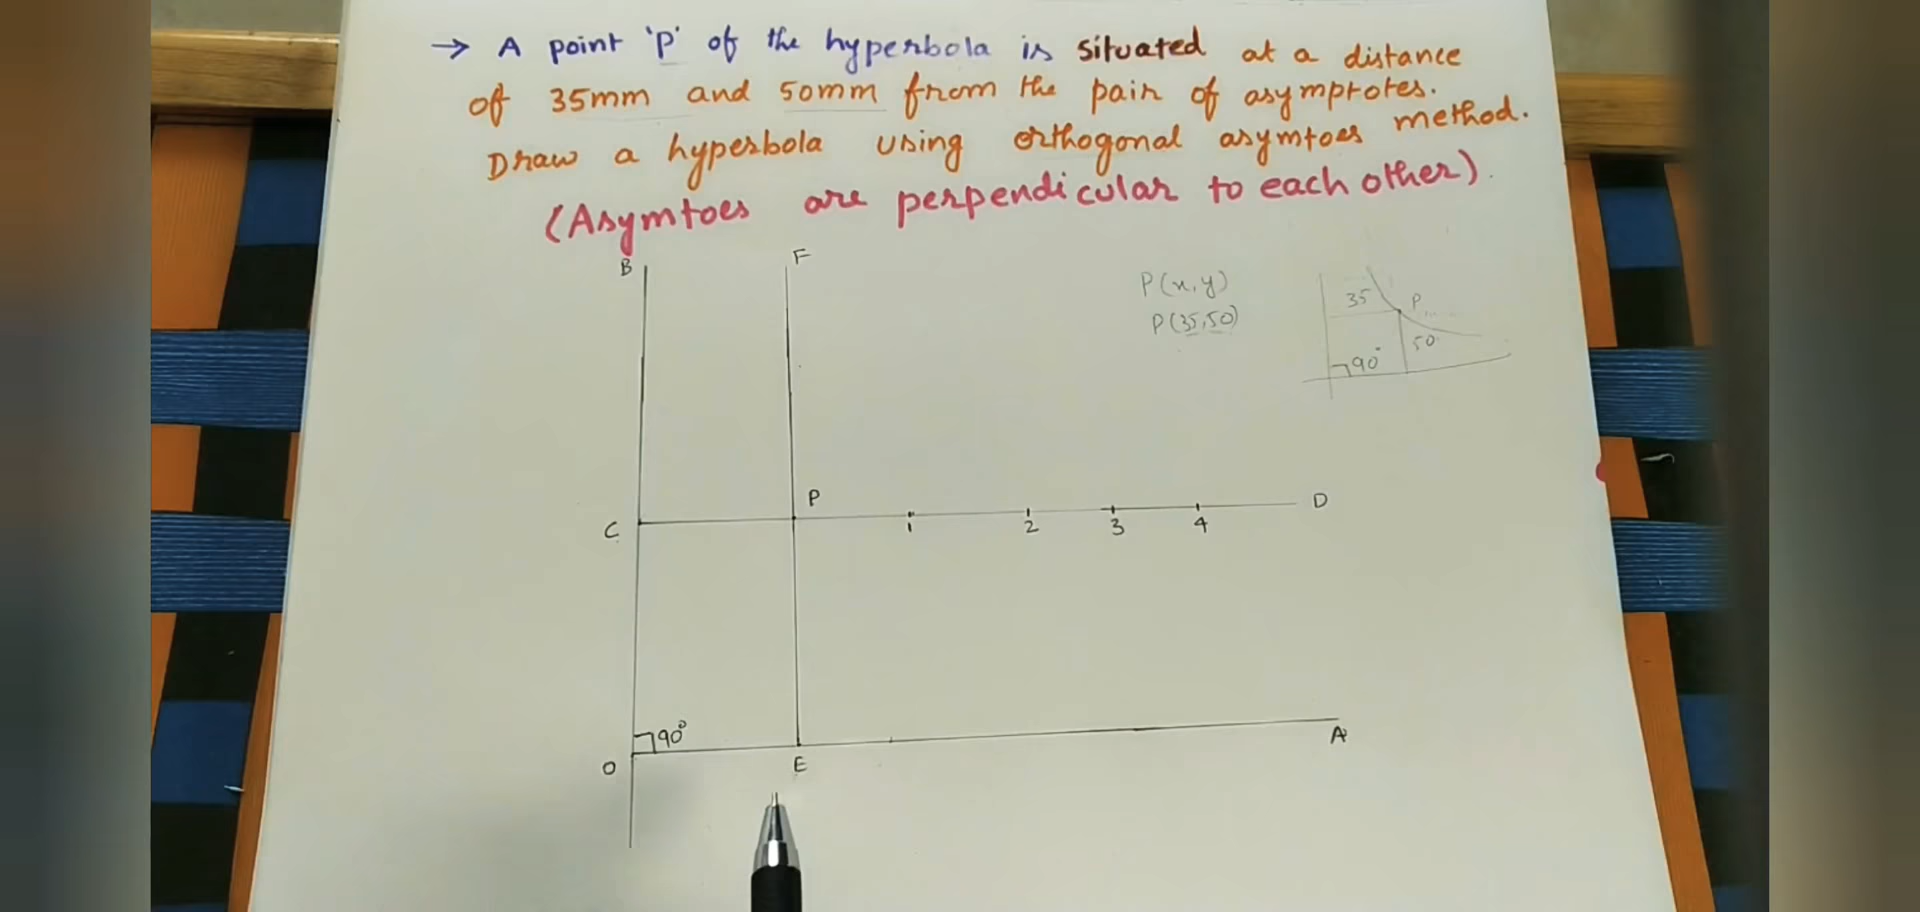 → A point 'P' of the hyperbola is situated at a distance
of 35mm and 50mm from the pair of asymptotes.
Draw a hyperbola using orthogonal asymtoes method.
(Asymtoes are perpendicular to each other).
B
F
P(x,y)
P(35,50)
35
P
50
90°
C
P
1
2
3
4
D
90°
O
E
A